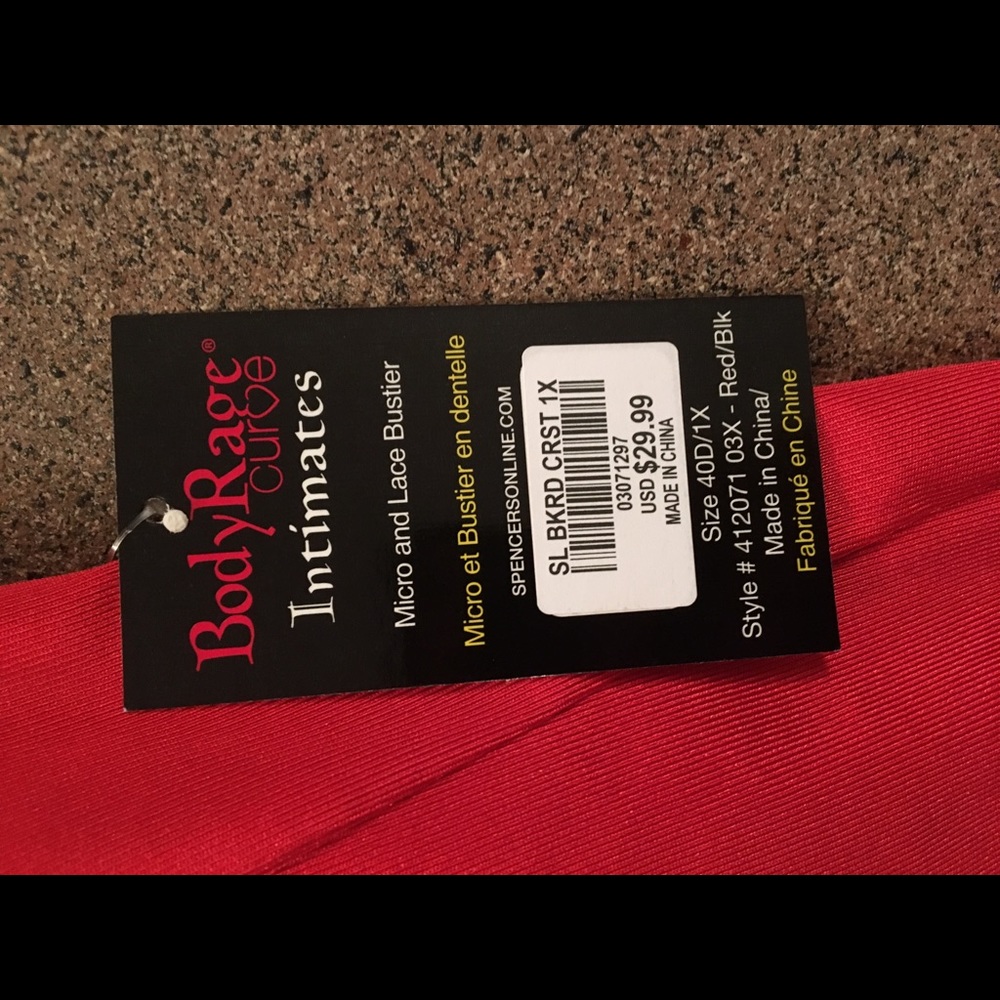 BodyRage®
curve
Intimates
Micro and Lace Bustier
Micro et Bustier en dentelle
SPENCERSONLINE.COM
SL BKRD CRST 1X
03071297
USD $29.99
MADE IN CHINA
Size 40D/1X
Style # 412071 03X - Red/Blk
Made in China/
Fabriqué en Chine